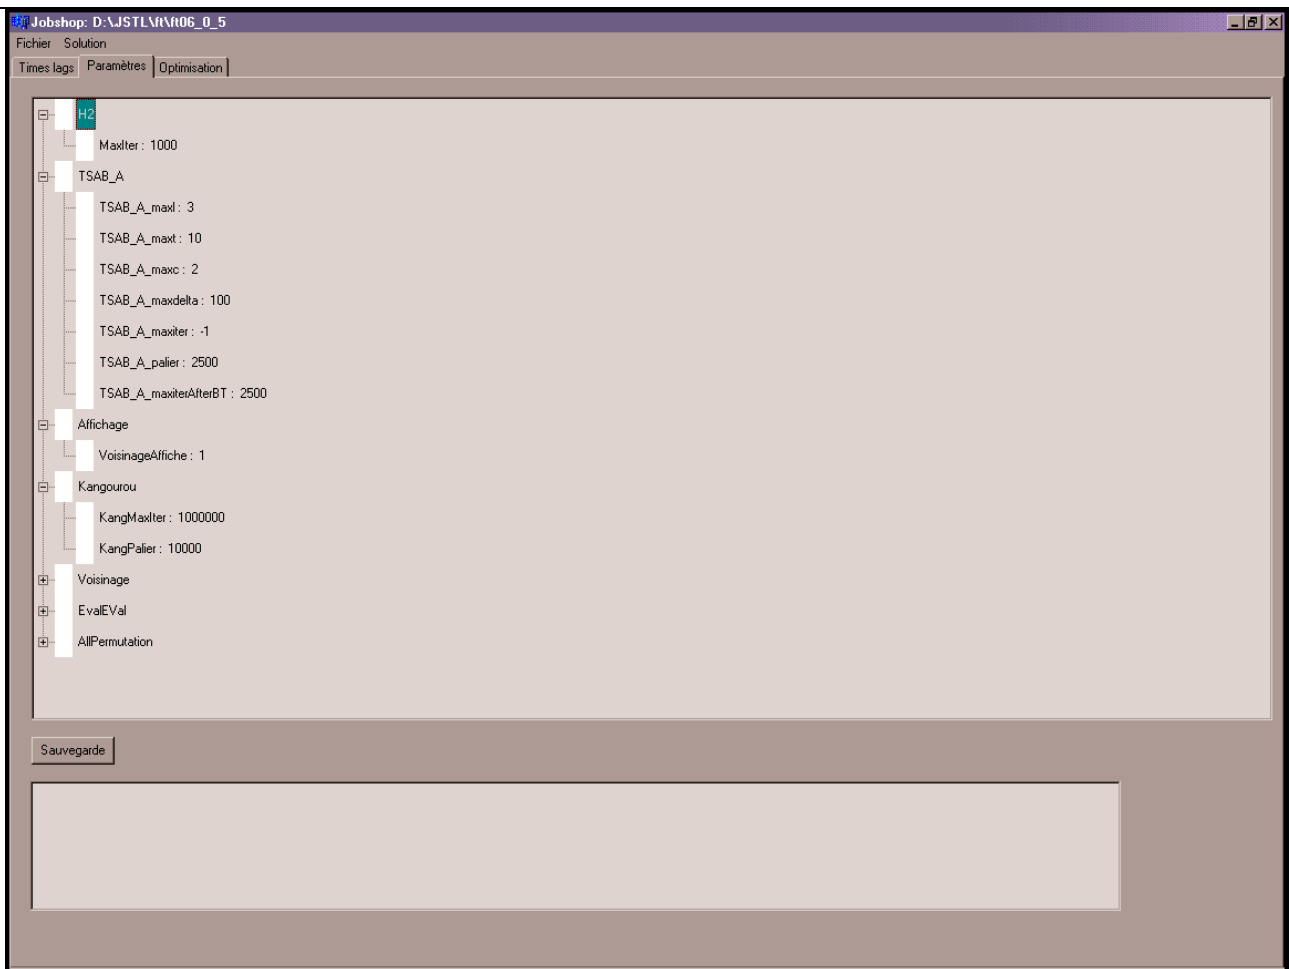 Jobshop: D:\JSTL\ft\ft06_0_5
Fichier Solution
Times lags Paramètres Optimisation
H2
MaxIter : 1000
TSAB_A
TSAB_A_maxl : 3
TSAB_A_maxt : 10
TSAB_A_maxc : 2
TSAB_A_maxdelta : 100
TSAB_A_maxiter : -1
TSAB_A_palier : 2500
TSAB_A_maxiterAfterBT : 2500
Affichage
VoisinageAffiche : 1
Kangourou
KangMaxIter : 1000000
KangPalier : 10000
Voisinage
EvalEVal
AllPermutation
Sauvegarde